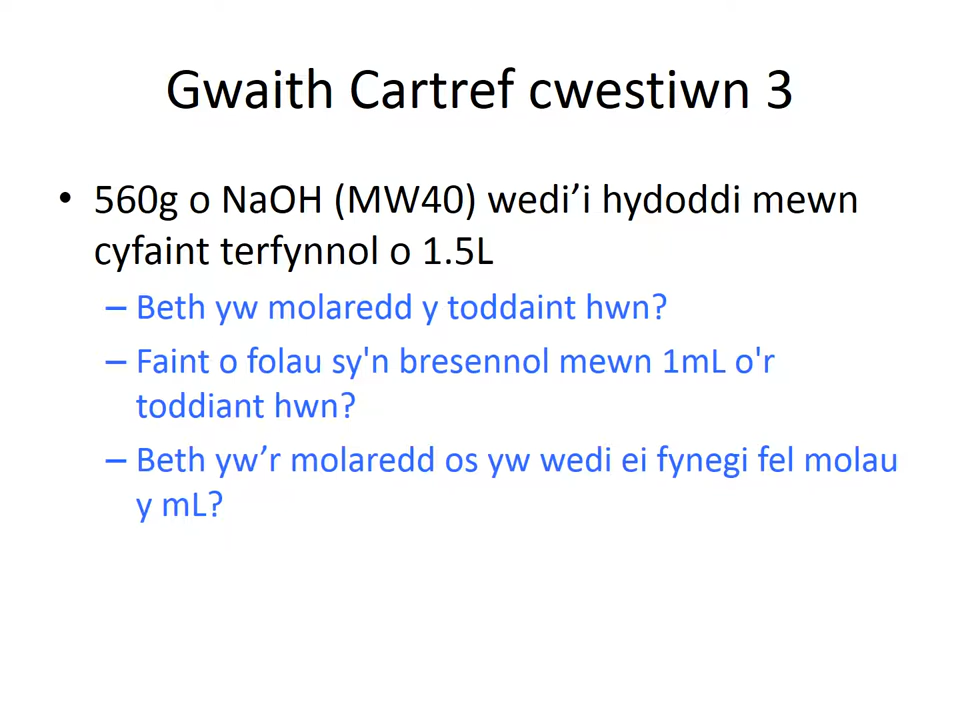 Gwaith Cartref cwestiwn 3
• 560g o NaOH (MW40) wedi’i hydoddi mewn
cyfaint terfynnol o 1.5L
– Beth yw molaredd y toddaint hwn?
– Faint o folau sy'n bresennol mewn 1mL o'r
toddiant hwn?
– Beth yw’r molaredd os yw wedi ei fynegi fel molau
y mL?